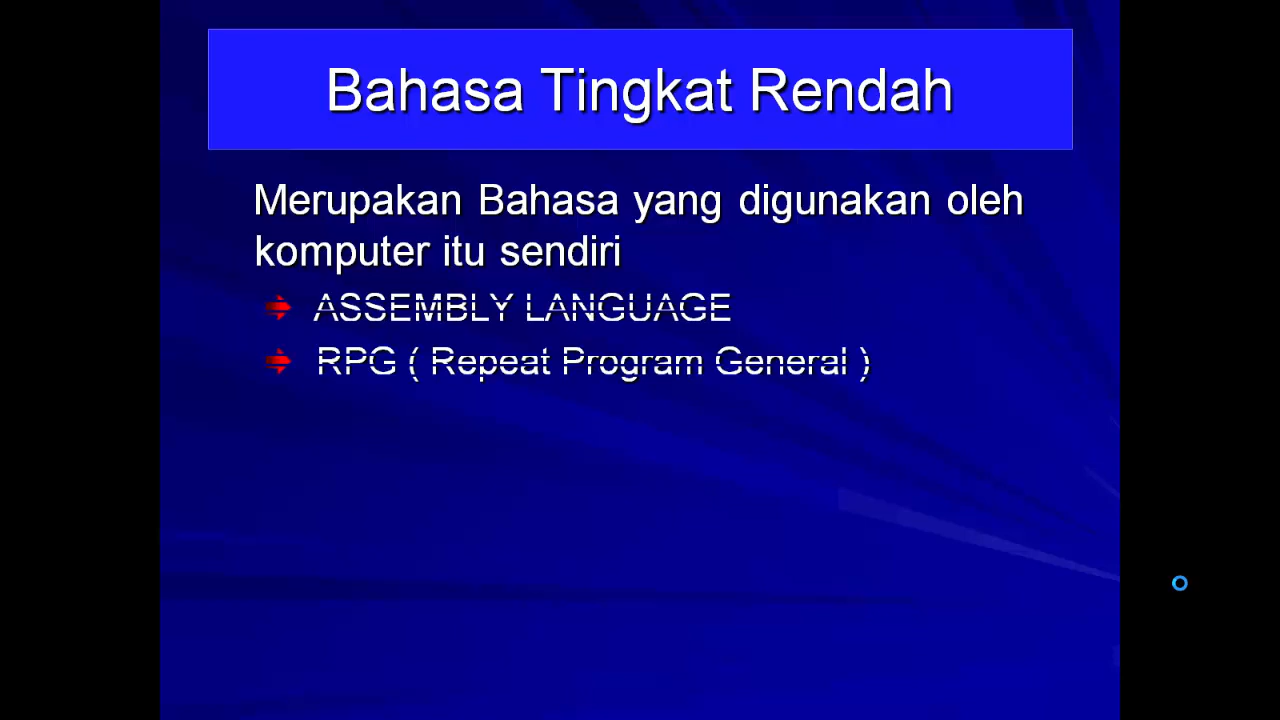 Bahasa Tingkat Rendah
Merupakan Bahasa yang digunakan oleh
komputer itu sendiri
ASSEMBLY LANGUAGE
RPG ( Repeat Program General )